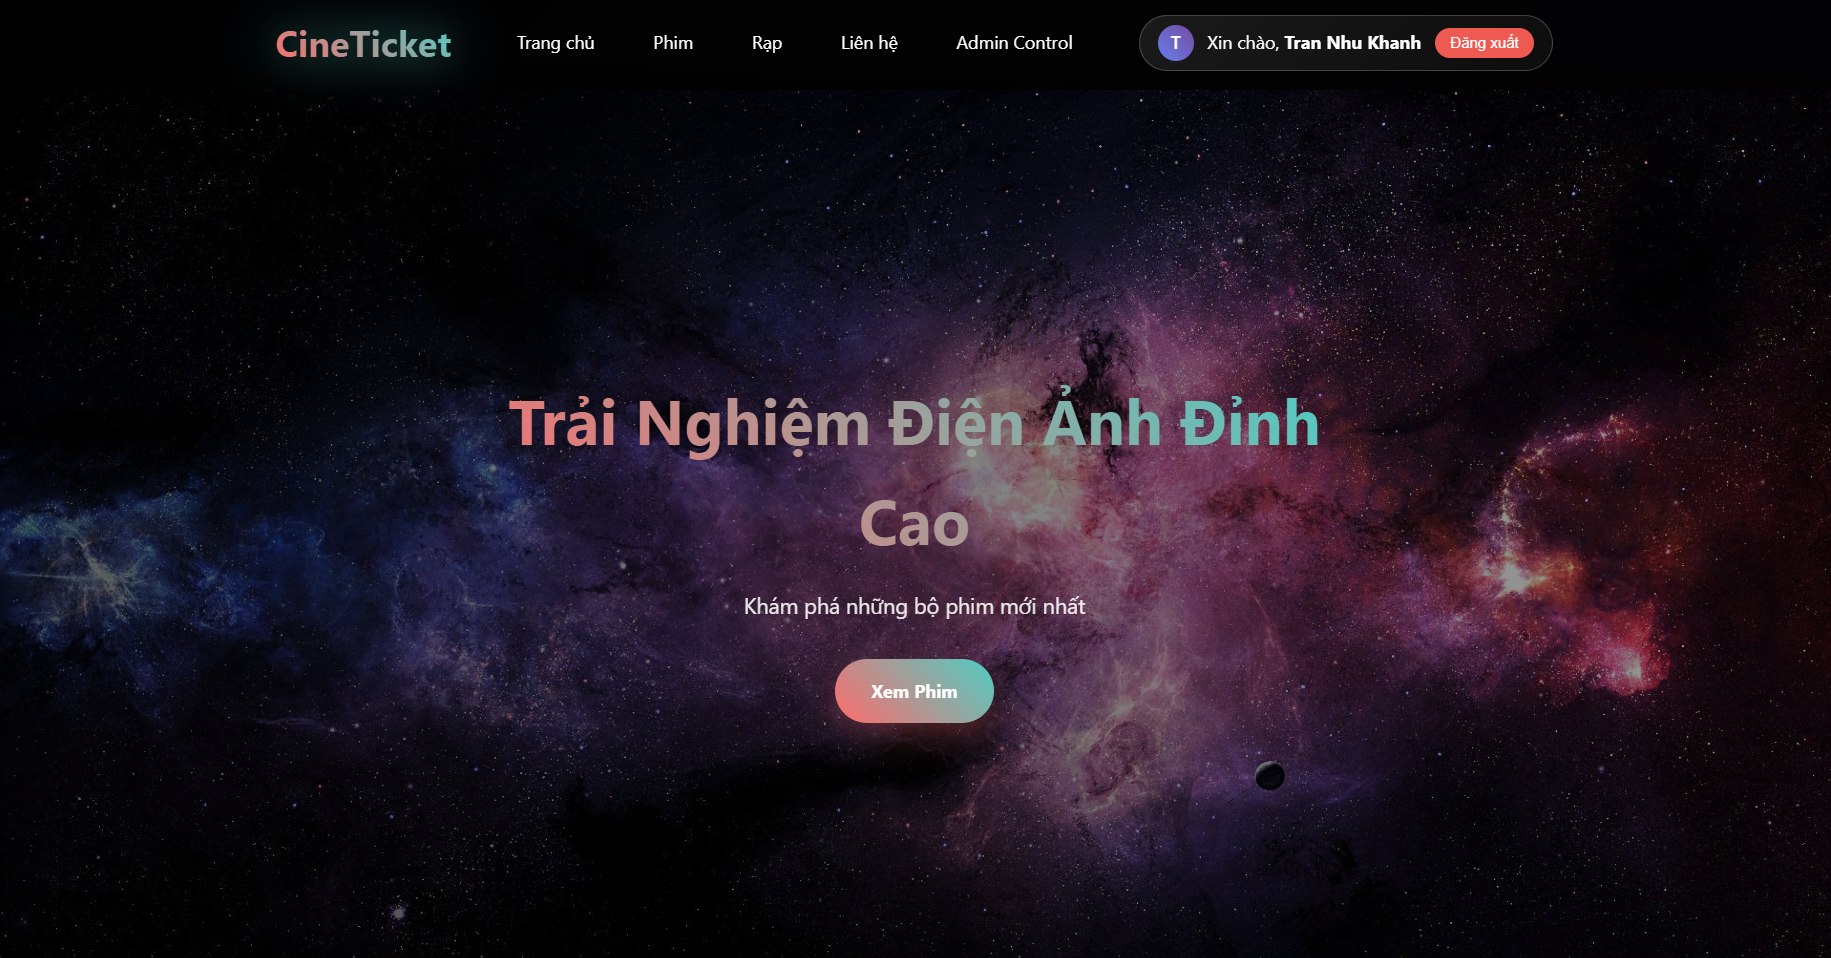 CineTicket
Trang chủ
Phim
Rạp
Liên hệ
Admin Control
T
Xin chào, Tran Nhu Khanh
Đăng xuất
Trải Nghiệm Điện Ảnh Đỉnh
Cao
Khám phá những bộ phim mới nhất
Xem Phim